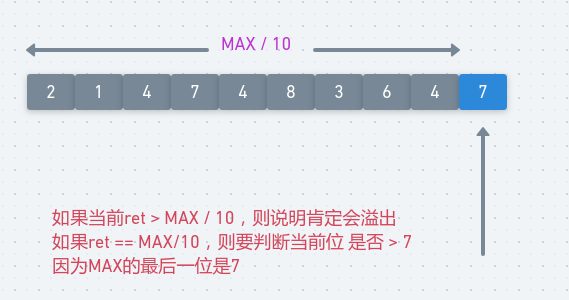 MAX / 10
2 1 4 7 4 8 3 6 4 7
如果当前ret > MAX / 10，则说明肯定会溢出
如果ret == MAX/10，则要判断当前位 是否 > 7
因为MAX的最后一位是7